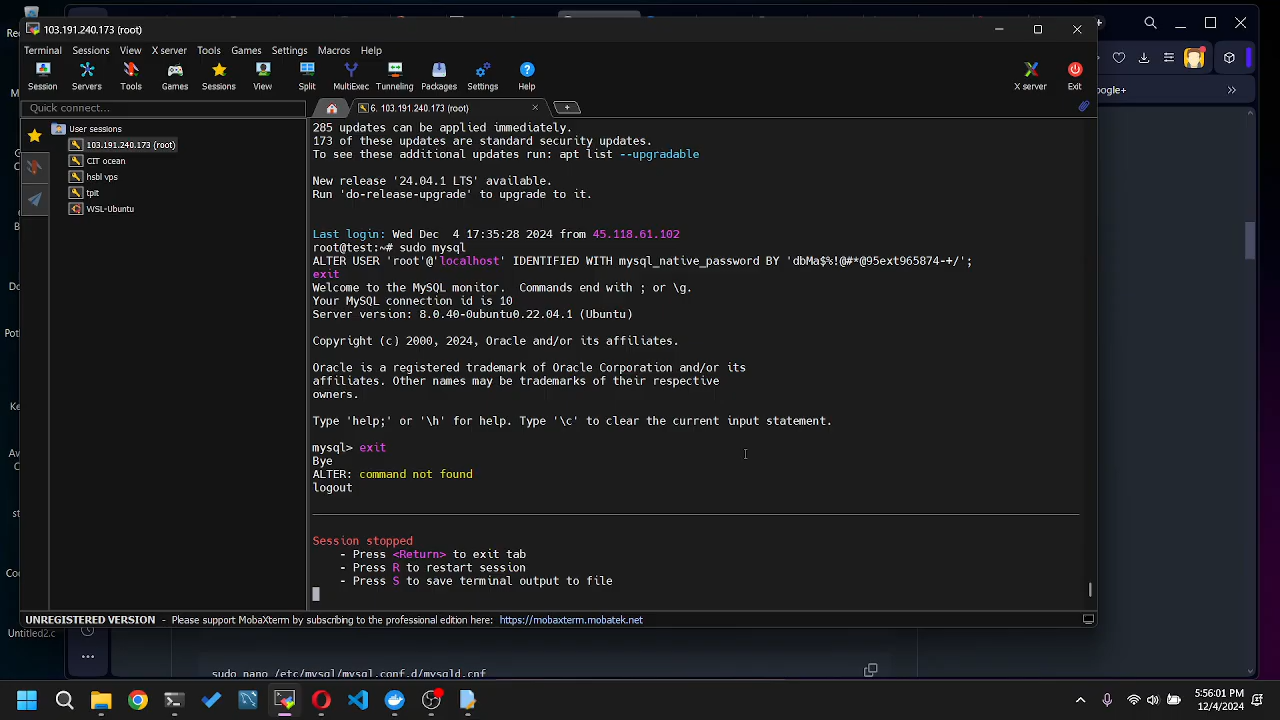 103.191.240.173 (root)
Terminal Sessions View X server Tools Games Settings Macros Help
Session Servers Tools Games Sessions View Split MultiExec Tunneling Packages Settings Help X server Exit
oogle+
Quick connect...
6. 103.191.240.173 (root)
User sessions
103.191.240.173 (root)
CIT ocean
hsbl vps
tpit
WSL-Ubuntu
285 updates can be applied immediately.
173 of these updates are standard security updates.
To see these additional updates run: apt list --upgradable
New release '24.04.1 LTS' available.
Run 'do-release-upgrade' to upgrade to it.
Last login: Wed Dec  4 17:35:28 2024 from 45.118.61.102
root@test:~# sudo mysql
ALTER USER 'root'@'localhost' IDENTIFIED WITH mysql_native_password BY 'dbMa$%!@#*@95ext965874-+/';
exit
Welcome to the MySQL monitor.  Commands end with ; or \g.
Your MySQL connection id is 10
Server version: 8.0.40-0ubuntu0.22.04.1 (Ubuntu)
Copyright (c) 2000, 2024, Oracle and/or its affiliates.
Oracle is a registered trademark of Oracle Corporation and/or its
affiliates. Other names may be trademarks of their respective
owners.
Type 'help;' or '\h' for help. Type '\c' to clear the current input statement.
mysql> exit
Bye
ALTER: command not found
logout
Session stopped
- Press <Return> to exit tab
- Press R to restart session
- Press S to save terminal output to file
UNREGISTERED VERSION - Please support MobaXterm by subscribing to the professional edition here: https://mobaxterm.mobatek.net
Untitled2.c
sudo nano /etc/mysql/mysql.conf.d/mysqld.cnf
5:56:01 PM
12/4/2024